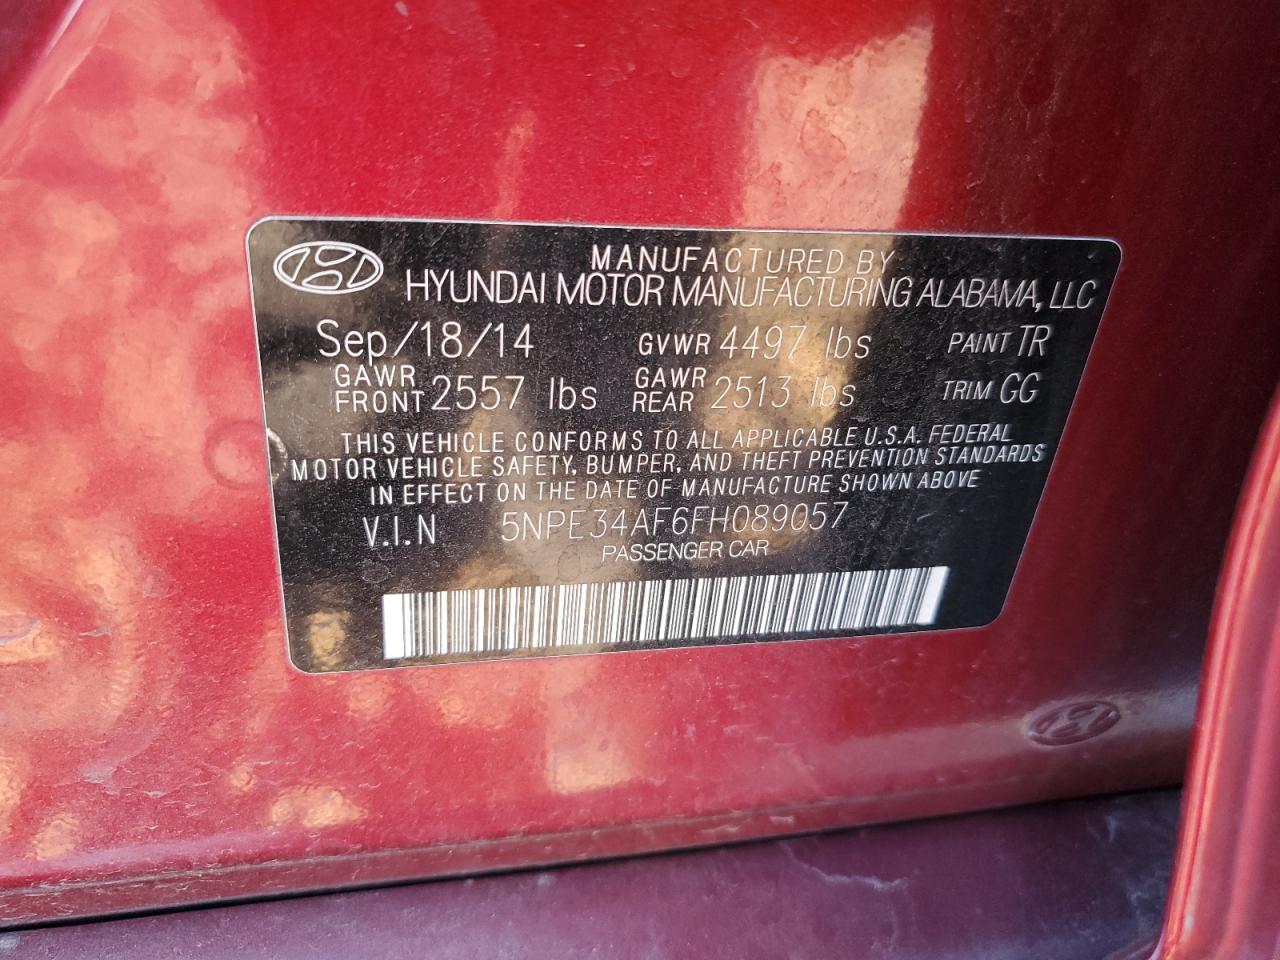 MANUFACTURED BY
HYUNDAI MOTOR MANUFACTURING ALABAMA, LLC
Sep/18/14 GVWR 4497 lbs PAINT TR
GAWR FRONT 2557 lbs GAWR REAR 2513 lbs TRIM GG
THIS VEHICLE CONFORMS TO ALL APPLICABLE U.S.A. FEDERAL
MOTOR VEHICLE SAFETY, BUMPER, AND THEFT PREVENTION STANDARDS
IN EFFECT ON THE DATE OF MANUFACTURE SHOWN ABOVE
V.I.N 5NPE34AF6FH089057
PASSENGER CAR